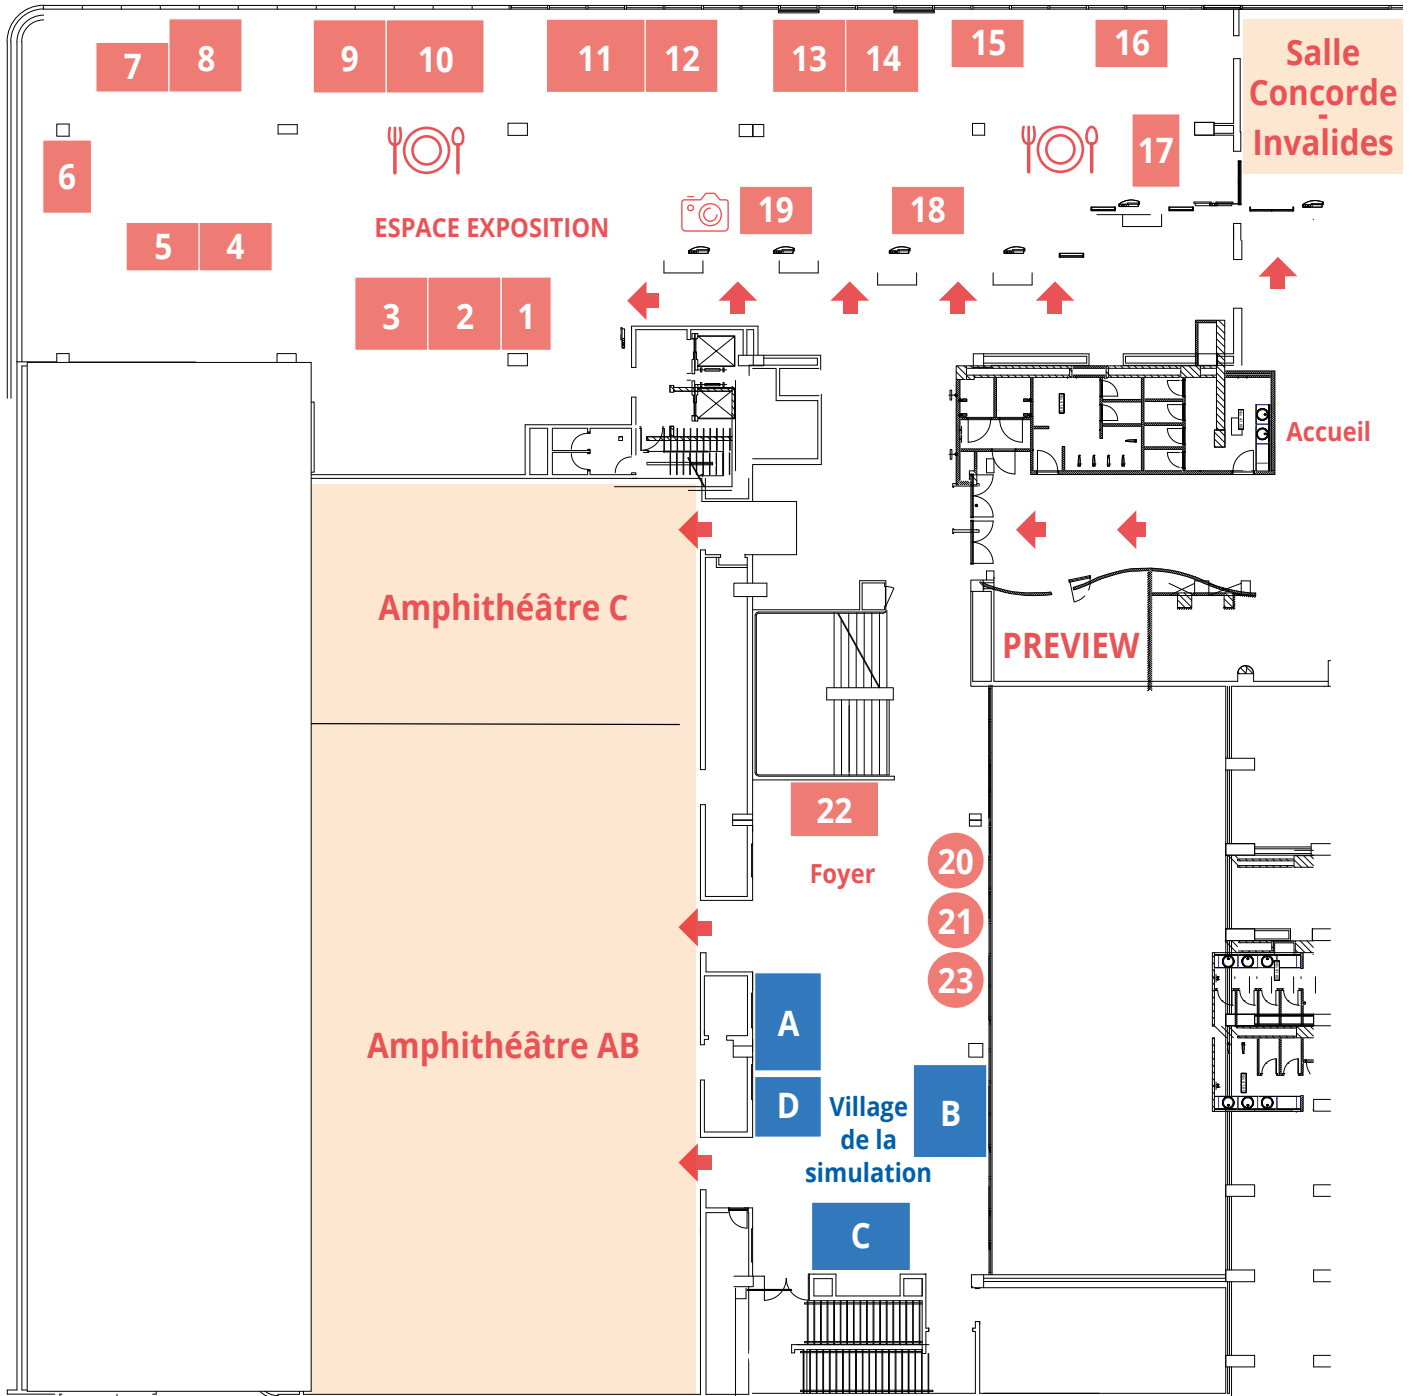 7
8
9
10
11
12
13
14
15
16
Salle
Concorde
-
Invalides
6
17
5
4
ESPACE EXPOSITION
19
18
3
2
1
Accueil
Amphithéâtre C
PREVIEW
22
Foyer
20
21
23
Amphithéâtre AB
A
D
Village
de la
simulation
B
C